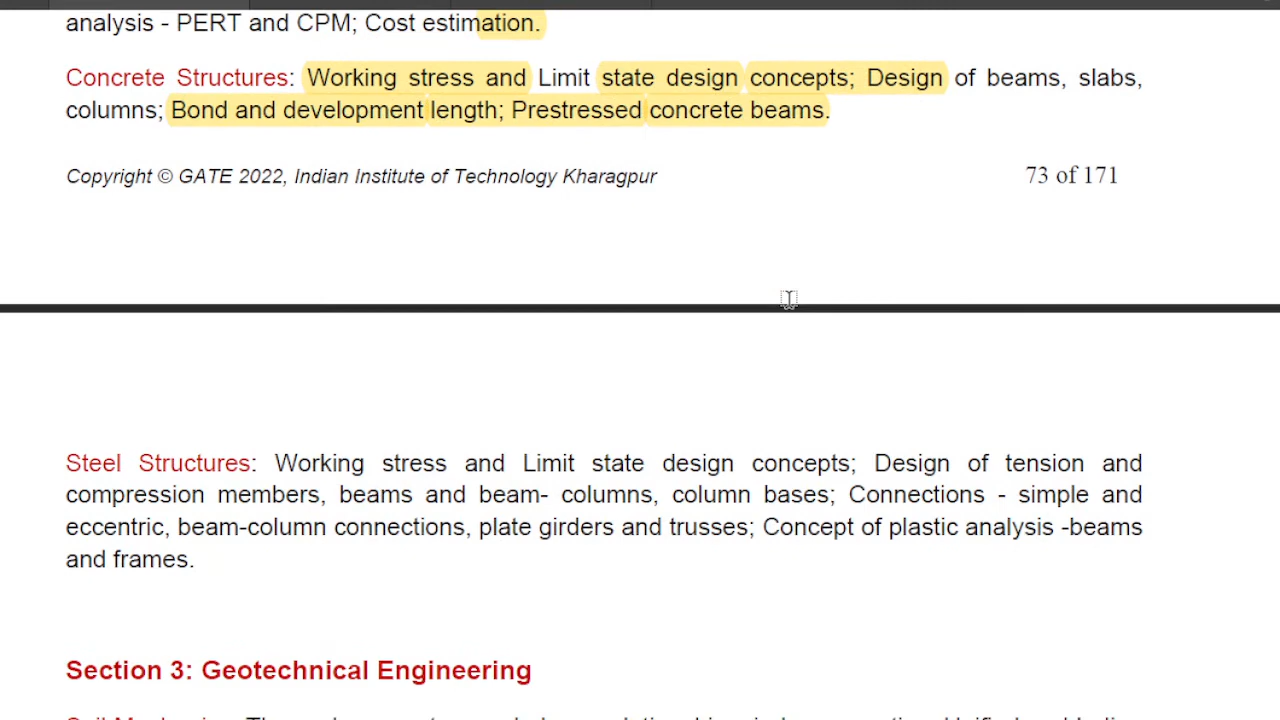 analysis - PERT and CPM; Cost estimation.
Concrete Structures: Working stress and Limit state design concepts; Design of beams, slabs,
columns; Bond and development length; Prestressed concrete beams.
Copyright © GATE 2022, Indian Institute of Technology Kharagpur 73 of 171
Steel Structures: Working stress and Limit state design concepts; Design of tension and
compression members, beams and beam- columns, column bases; Connections - simple and
eccentric, beam-column connections, plate girders and trusses; Concept of plastic analysis -beams
and frames.
Section 3: Geotechnical Engineering